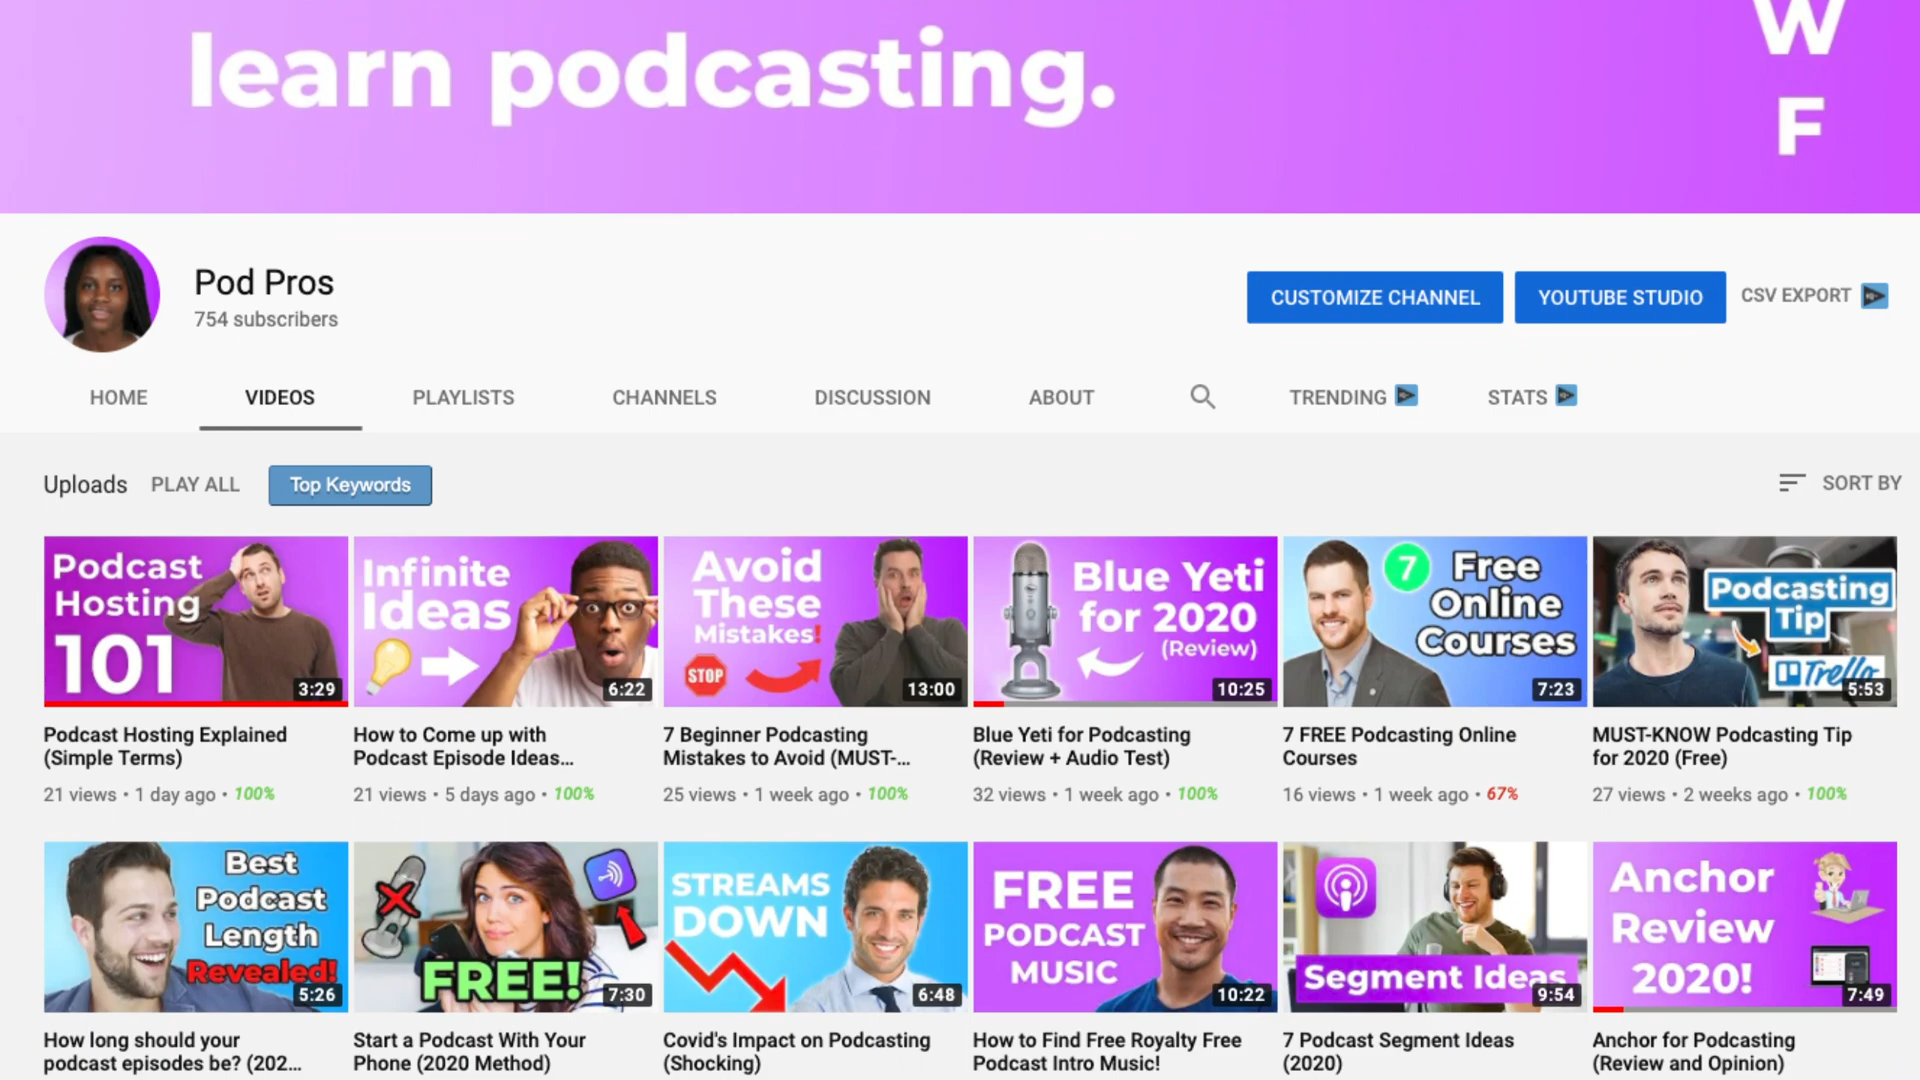 learn podcasting.
W
F
Pod Pros
754 subscribers
CUSTOMIZE CHANNEL
YOUTUBE STUDIO
CSV EXPORT
HOME
VIDEOS
PLAYLISTS
CHANNELS
DISCUSSION
ABOUT
TRENDING
STATS
Uploads
PLAY ALL
Top Keywords
SORT BY
Podcast
Hosting
101
3:29
Infinite
Ideas
6:22
Avoid
These
Mistakes!
STOP
13:00
Blue Yeti
for 2020
(Review)
10:25
7
Free
Online
Courses
7:23
Podcasting
Tip
Trello
5:53
Podcast Hosting Explained
(Simple Terms)
21 views • 1 day ago • 100%
How to Come up with
Podcast Episode Ideas...
21 views • 5 days ago • 100%
7 Beginner Podcasting
Mistakes to Avoid (MUST-...
25 views • 1 week ago • 100%
Blue Yeti for Podcasting
(Review + Audio Test)
32 views • 1 week ago • 100%
7 FREE Podcasting Online
Courses
16 views • 1 week ago • 67%
MUST-KNOW Podcasting Tip
for 2020 (Free)
27 views • 2 weeks ago • 100%
Best
Podcast
Length
Revealed!
5:26
FREE!
7:30
STREAMS
DOWN
6:48
FREE
PODCAST
MUSIC
10:22
Segment Ideas
9:54
Anchor
Review
2020!
7:49
How long should your
podcast episodes be? (202...
Start a Podcast With Your
Phone (2020 Method)
Covid's Impact on Podcasting
(Shocking)
How to Find Free Royalty Free
Podcast Intro Music!
7 Podcast Segment Ideas
(2020)
Anchor for Podcasting
(Review and Opinion)